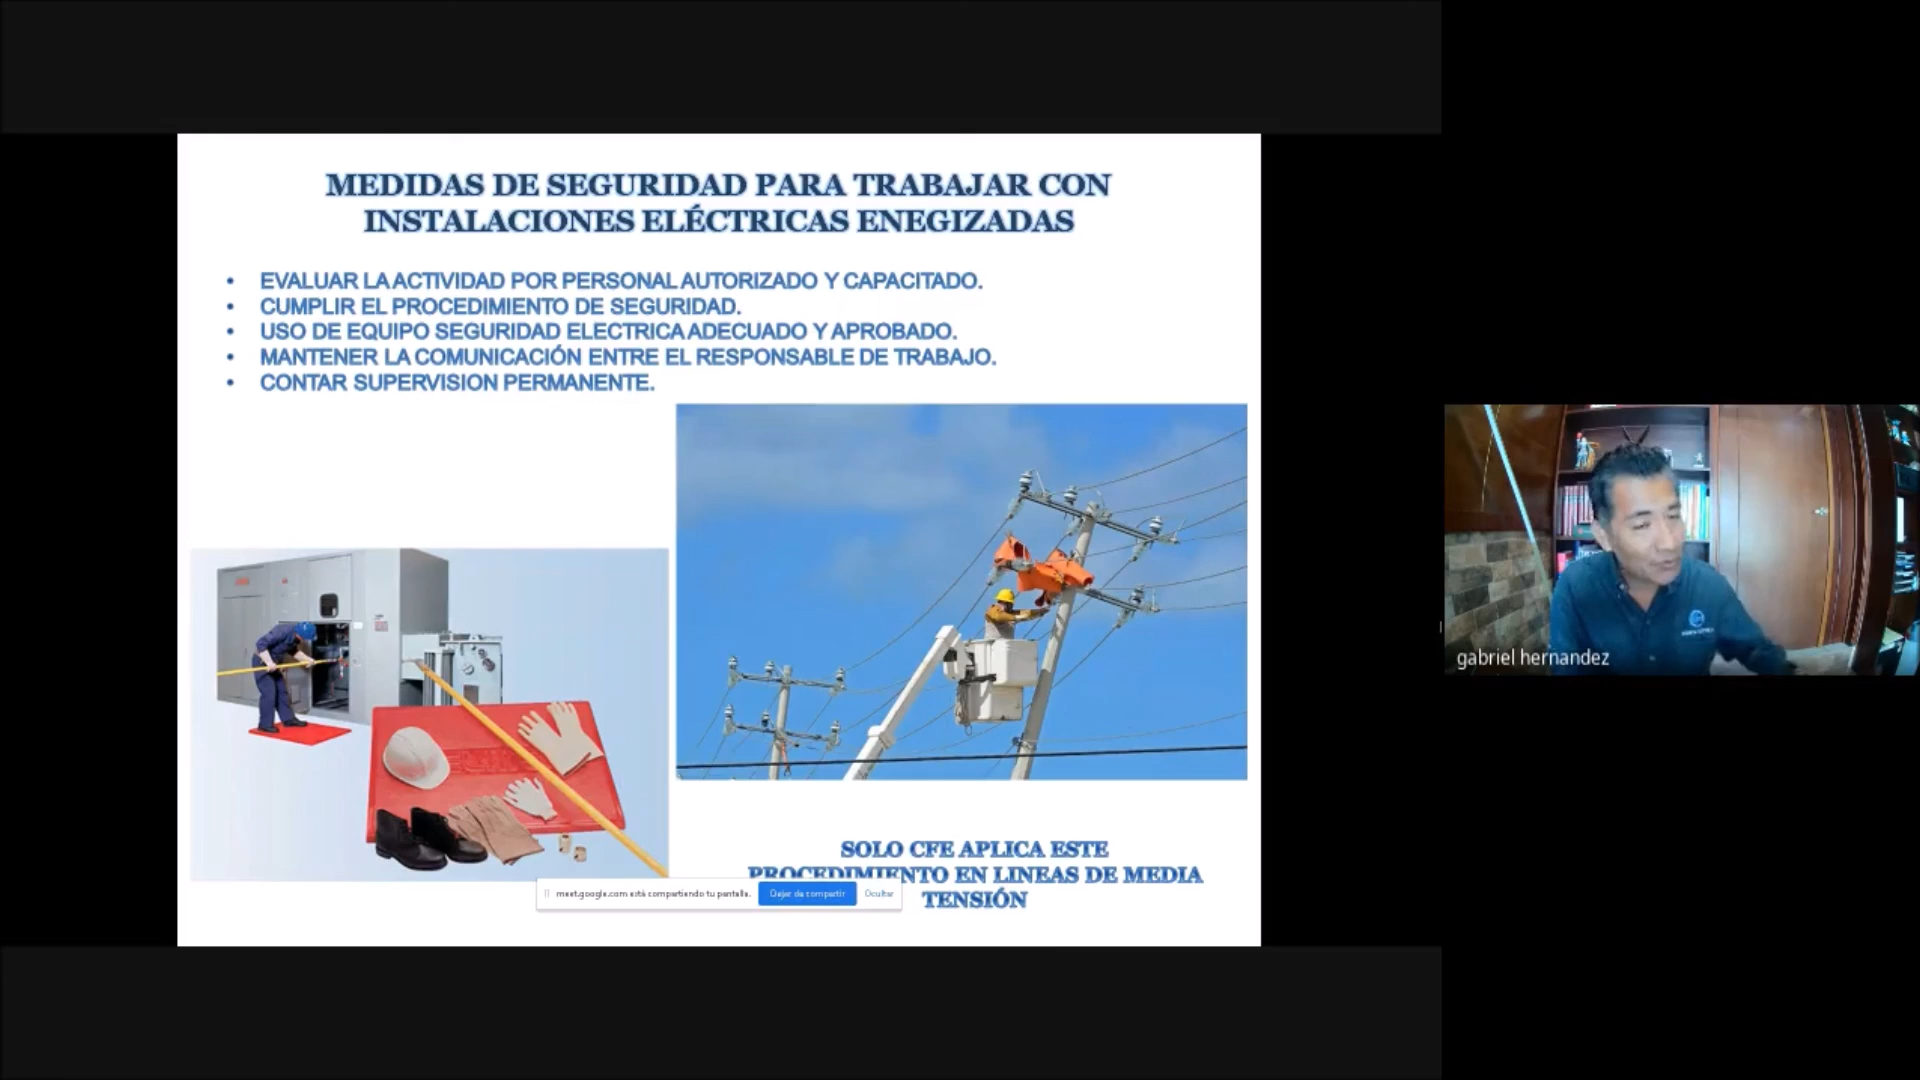 MEDIDAS DE SEGURIDAD PARA TRABAJAR CON
INSTALACIONES ELÉCTRICAS ENEGIZADAS
• EVALUAR LA ACTIVIDAD POR PERSONAL AUTORIZADO Y CAPACITADO.
• CUMPLIR EL PROCEDIMIENTO DE SEGURIDAD.
• USO DE EQUIPO SEGURIDAD ELECTRICA ADECUADO Y APROBADO.
• MANTENER LA COMUNICACIÓN ENTRE EL RESPONSABLE DE TRABAJO.
• CONTAR SUPERVISION PERMANENTE.
SOLO CFE APLICA ESTE
PROCEDIMIENTO EN LINEAS DE MEDIA
TENSIÓN
meet.google.com está compartiendo tu pantalla. Dejar de compartir Ocultar
gabriel hernandez